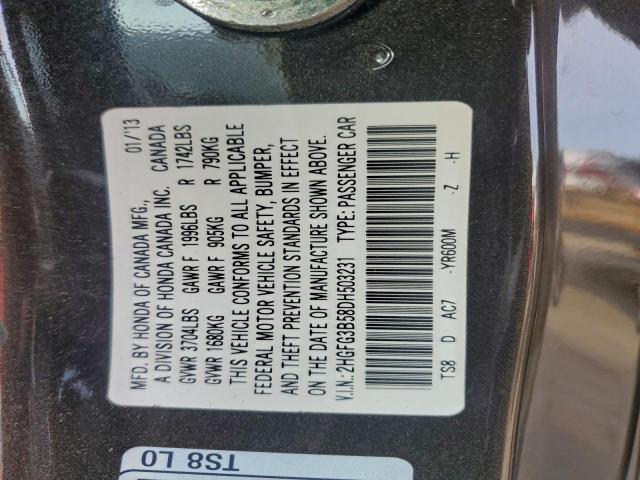 MFD. BY HONDA OF CANADA MFG., 01/13
A DIVISION OF HONDA CANADA INC. CANADA
GVWR 3704LBS GAWR F 1996LBS R 1742LBS
GVWR 1680KG GAWR F 905KG R 790KG
THIS VEHICLE CONFORMS TO ALL APPLICABLE
FEDERAL MOTOR VEHICLE SAFETY, BUMPER,
AND THEFT PREVENTION STANDARDS IN EFFECT
ON THE DATE OF MANUFACTURE SHOWN ABOVE.
V.I.N.: 2HGFG3B58DH503231 TYPE: PASSENGER CAR
TS8 D AC7 -YR600M -Z -H
TS8 L0